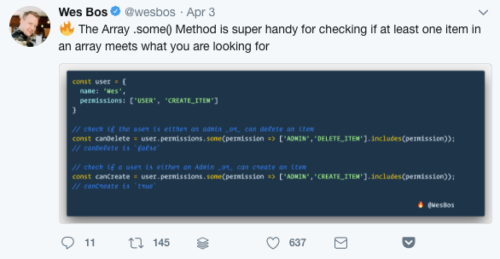 Wes Bos @wesbos · Apr 3
🔥 The Array .some() Method is super handy for checking if at least one item in
an array meets what you are looking for
const user = {
name: 'Wes',
permissions: ['USER', 'CREATE_ITEM']
}
// check if the user is either an admin _or_ can delete an item
const canDelete = user.permissions.some(permission => ['ADMIN','DELETE_ITEM'].includes(permission));
// canDelete is `false`
// check if a user is either an Admin _or_ can create an item
const canCreate = user.permissions.some(permission => ['ADMIN','CREATE_ITEM'].includes(permission));
// canCreate is `true`
🔥 @WesBos
11 145 637